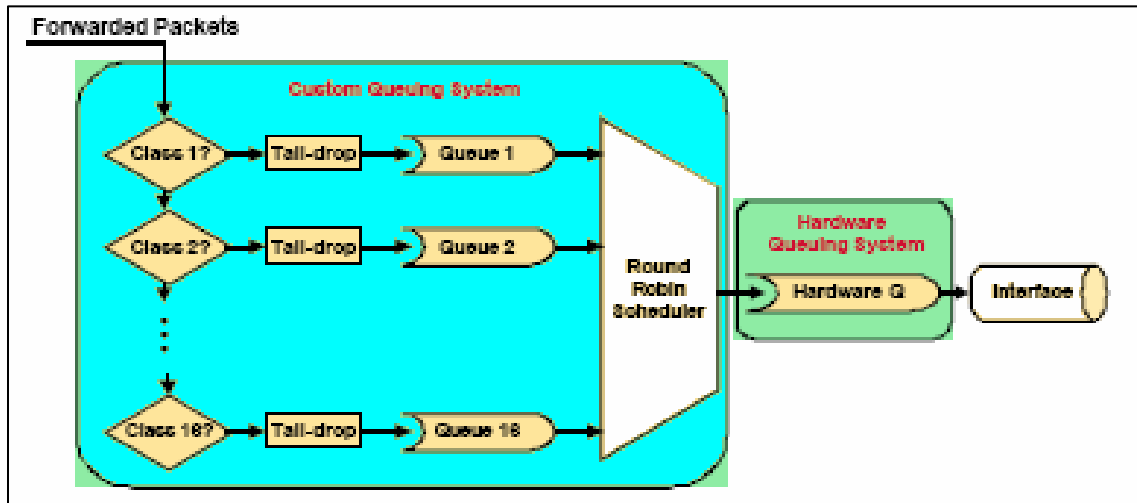 Forwarded Packets
Custom Queuing System
Class 1?
Tail-drop
Queue 1
Class 2?
Tail-drop
Queue 2
Round
Robin
Scheduler
Hardware
Queuing System
Hardware Q
Interface
Class 16?
Tail-drop
Queue 16